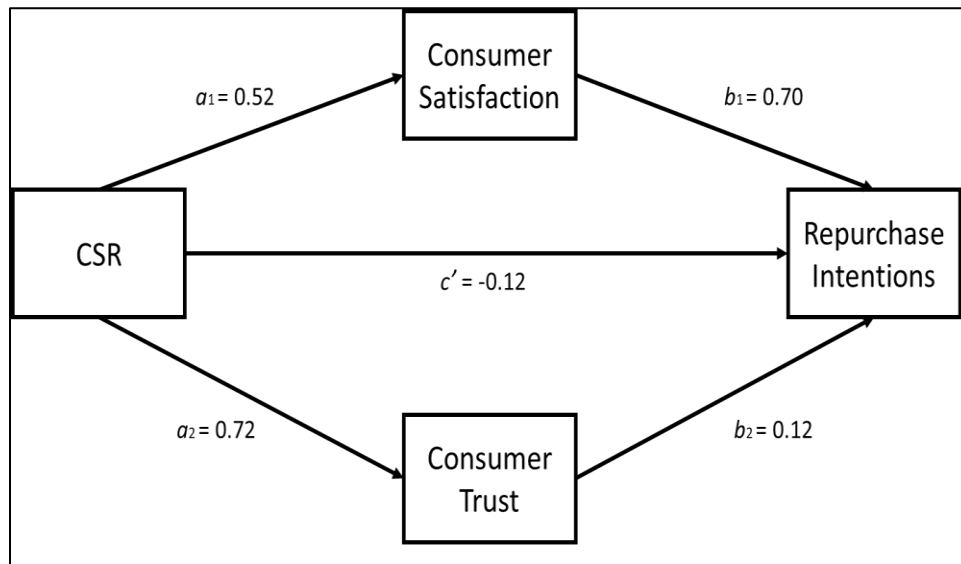 Consumer
Satisfaction
a1 = 0.52
b1 = 0.70
CSR
Repurchase
Intentions
c′ = -0.12
a2 = 0.72
b2 = 0.12
Consumer
Trust